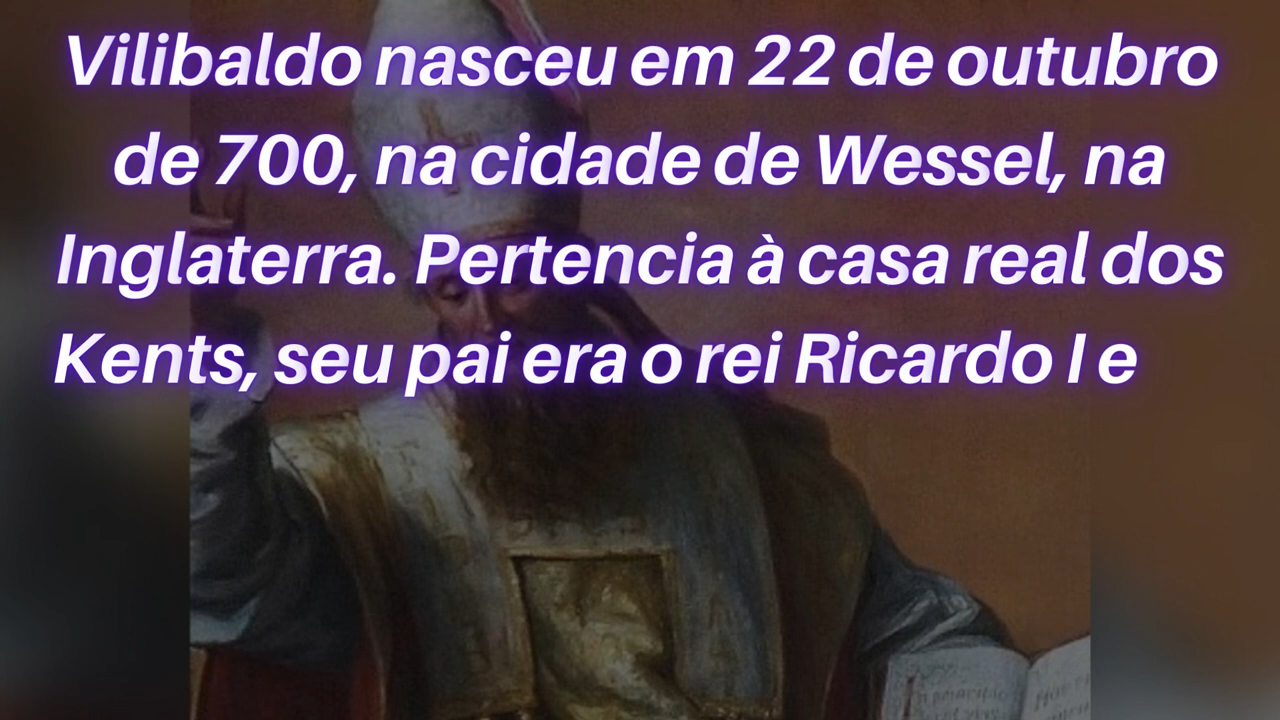 Vilibaldo nasceu em 22 de outubro
de 700, na cidade de Wessel, na
Inglaterra. Pertencia à casa real dos
Kents, seu pai era o rei Ricardo I e